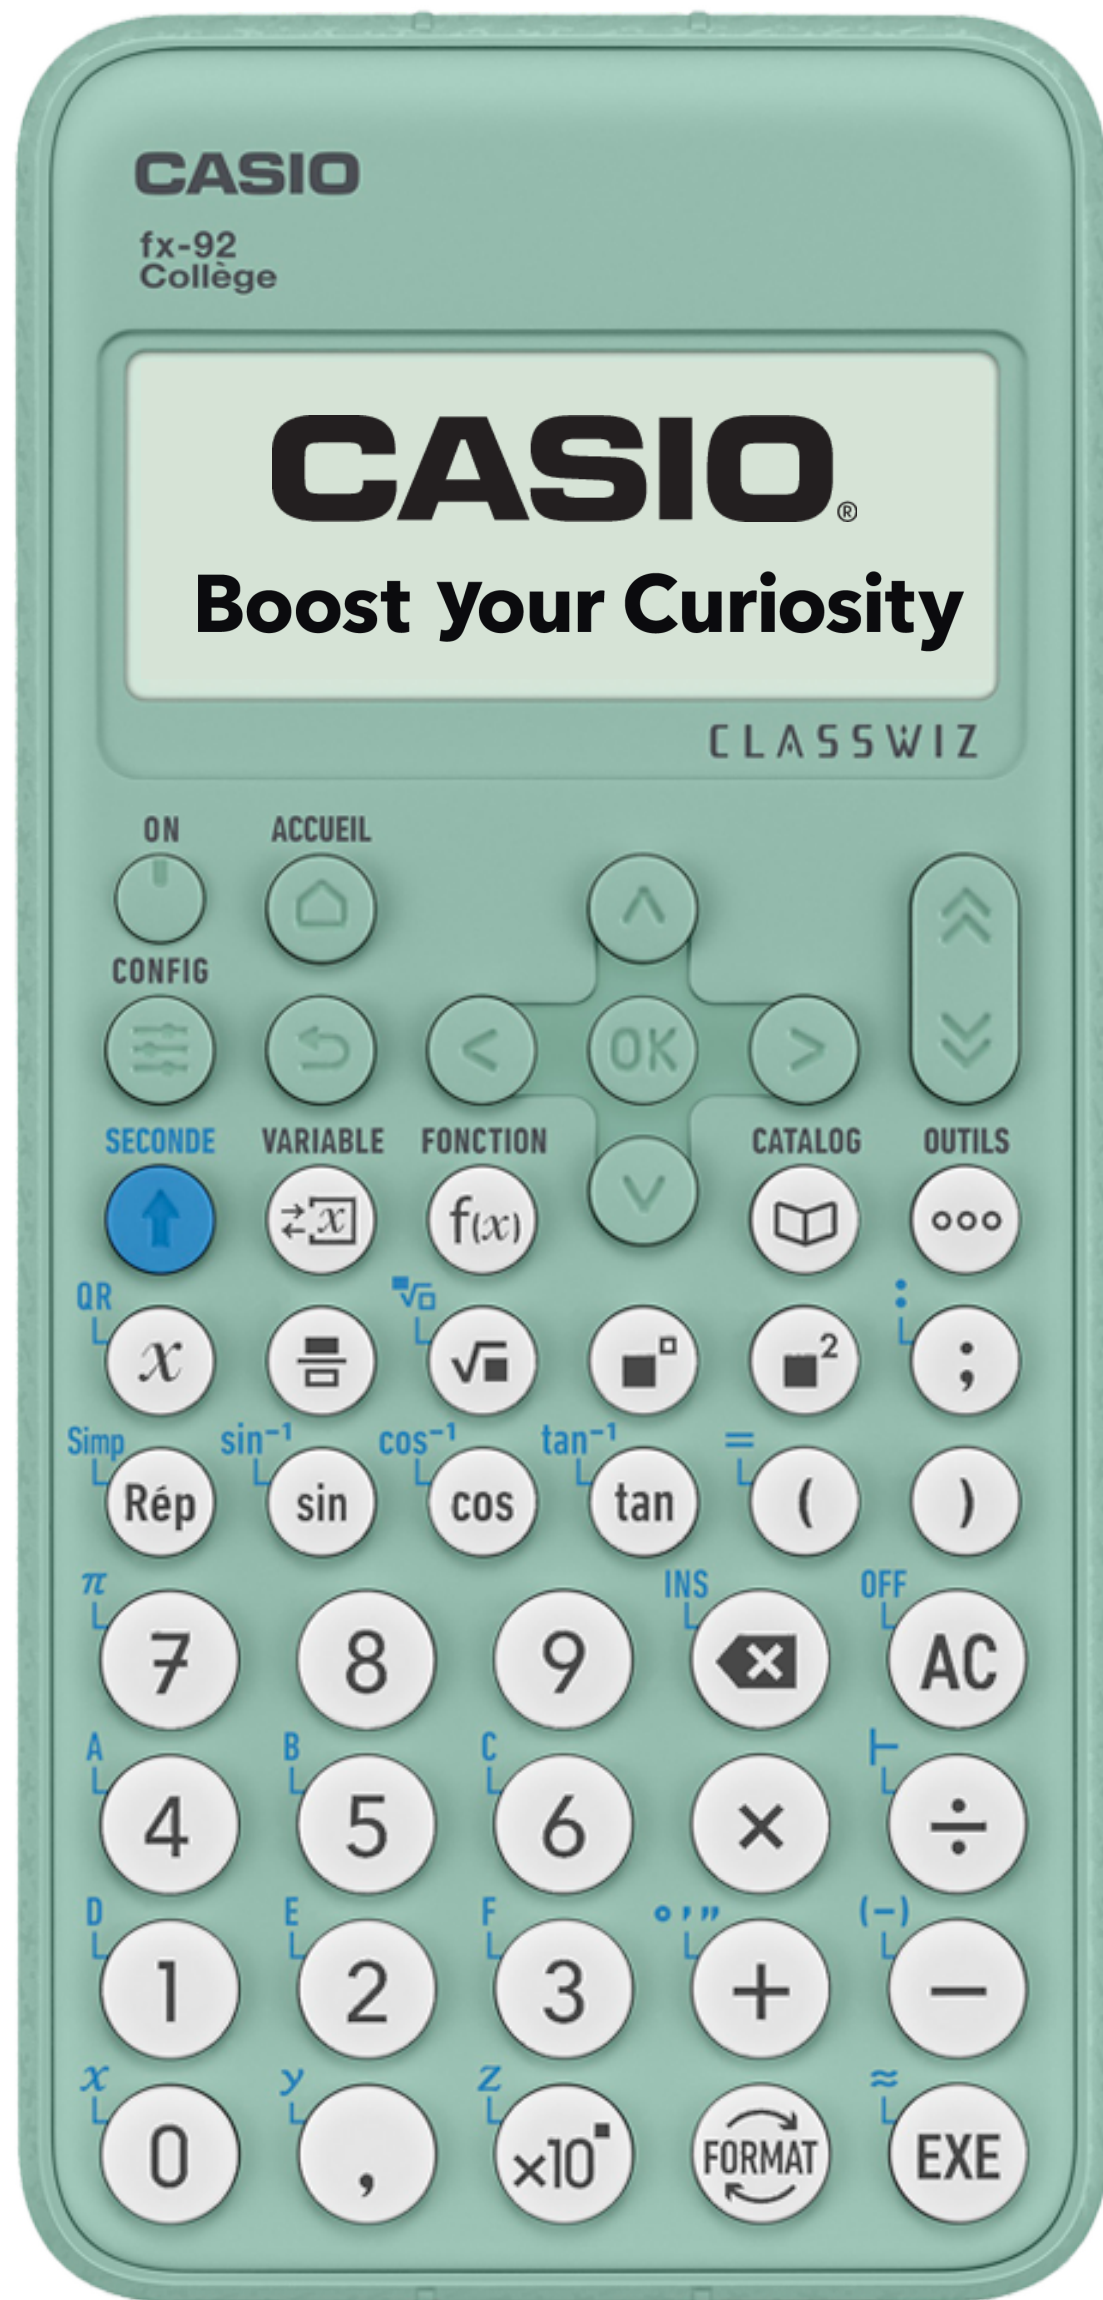 CASIO
fx-92
Collège
CASIO®
Boost your Curiosity
CLASSWIZ
ON ACCUEIL
CONFIG
< OK >
SECONDE VARIABLE FONCTION CATALOG OUTILS
x f(x) ooo
QR √ :
x √ 2 ;
Simp sin⁻¹ cos⁻¹ tan⁻¹ =
Rép sin cos tan ( )
π INS OFF
7 8 9 AC
A B C ⊢
4 5 6 × ÷
D E F ° ′ ″ (−)
1 2 3 + −
x y z ≈
0 , ×10 FORMAT EXE